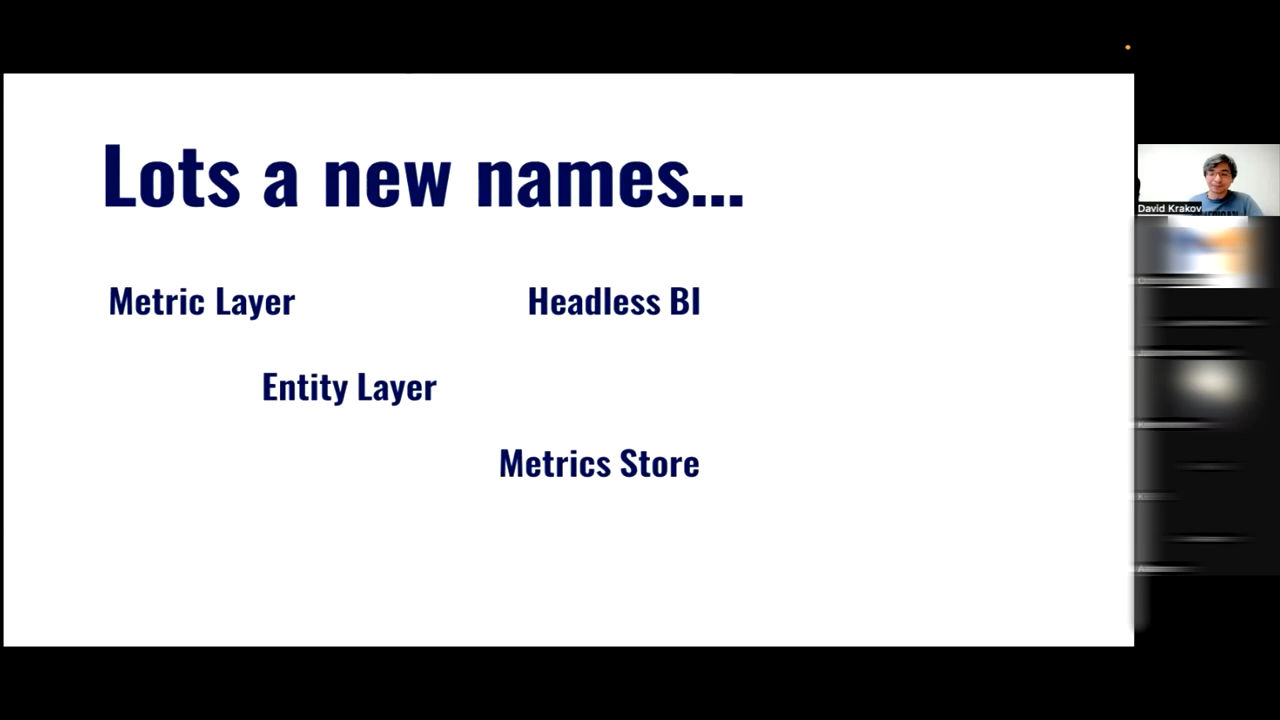 Lots a new names...
Metric Layer
Headless BI
Entity Layer
Metrics Store
David Krakov